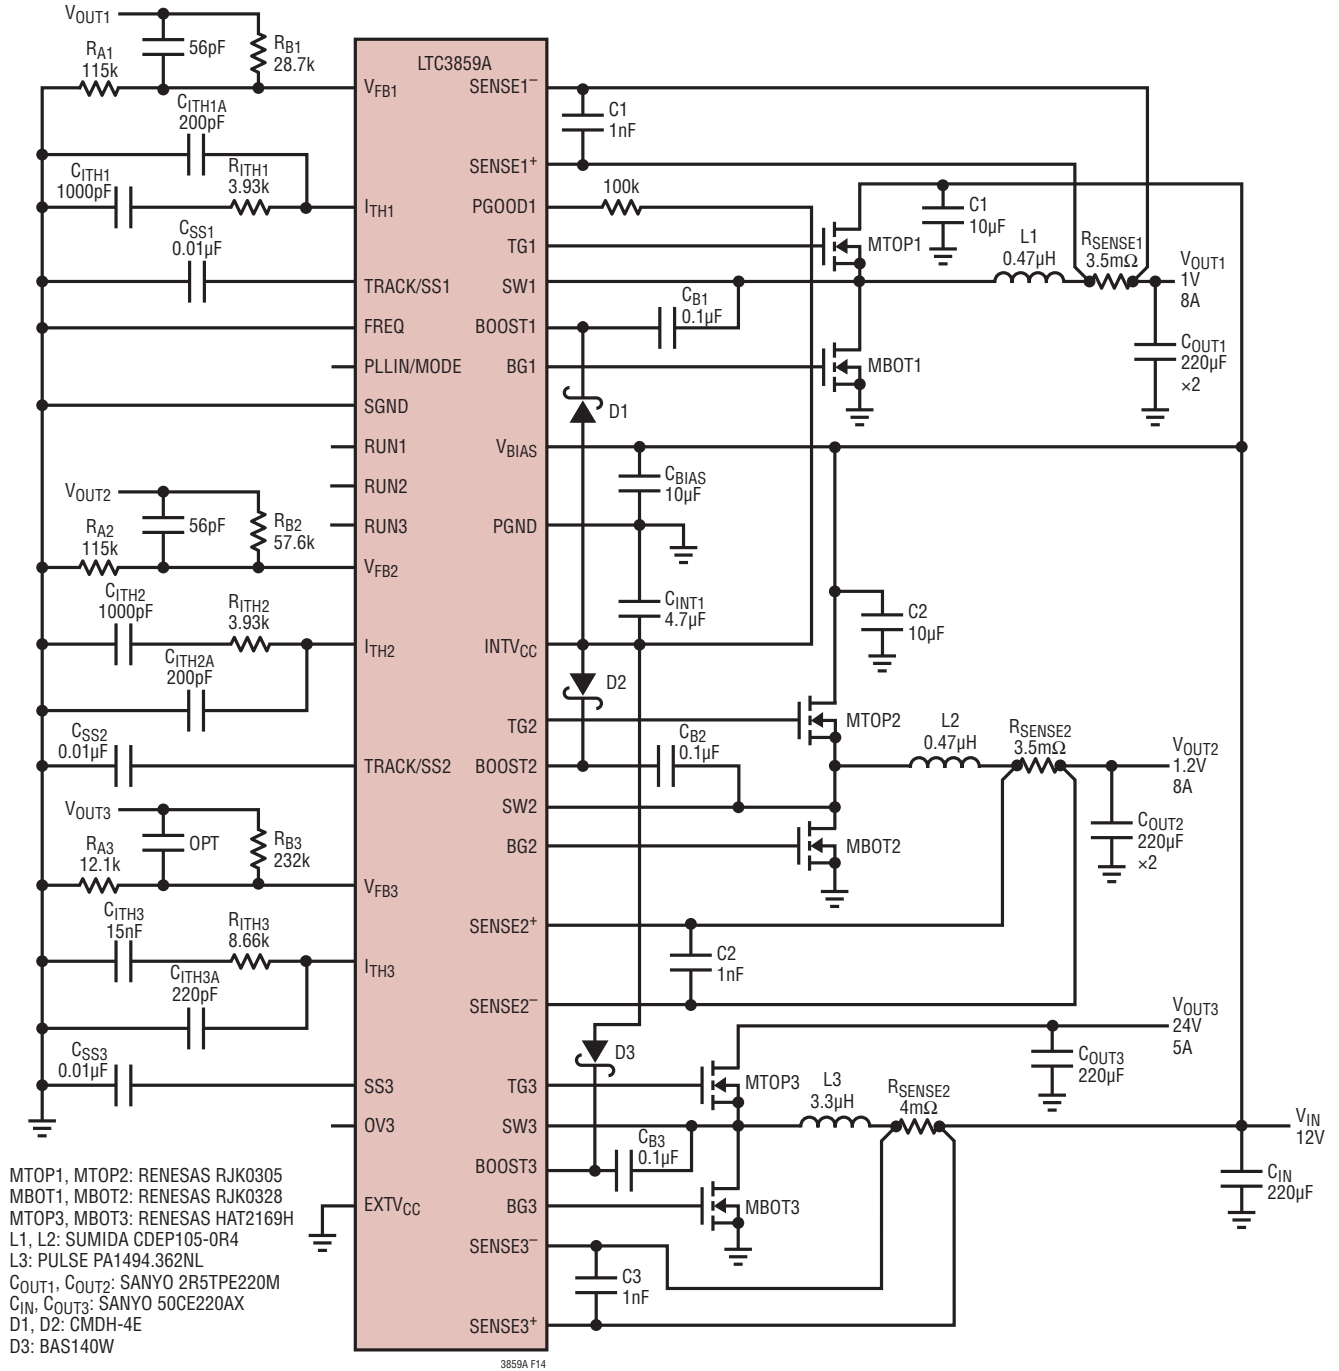 VOUT1
RA1
115k
56pF
RB1
28.7k
CITH1A
200pF
CITH1
1000pF
RITH1
3.93k
CSS1
0.01µF
VOUT2
RA2
115k
56pF
RB2
57.6k
CITH2
1000pF
RITH2
3.93k
CITH2A
200pF
CSS2
0.01µF
VOUT3
RA3
12.1k
OPT
RB3
232k
CITH3
15nF
RITH3
8.66k
CITH3A
220pF
CSS3
0.01µF
LTC3859A
VFB1
ITH1
TRACK/SS1
FREQ
PLLIN/MODE
SGND
RUN1
RUN2
RUN3
VFB2
ITH2
TRACK/SS2
VFB3
ITH3
SS3
OV3
EXTVCC
SENSE1–
SENSE1+
PGOOD1
TG1
SW1
BOOST1
BG1
VBIAS
PGND
INTVCC
TG2
BOOST2
SW2
BG2
SENSE2+
SENSE2–
TG3
SW3
BOOST3
BG3
SENSE3–
SENSE3+
C1
1nF
100k
MTOP1
C1
10µF
L1
0.47µH
RSENSE1
3.5mΩ
VOUT1
1V
8A
CB1
0.1µF
MBOT1
COUT1
220µF
×2
D1
CBIAS
10µF
CINT1
4.7µF
C2
10µF
D2
MTOP2
L2
0.47µH
RSENSE2
3.5mΩ
VOUT2
1.2V
8A
CB2
0.1µF
MBOT2
COUT2
220µF
×2
C2
1nF
VOUT3
24V
5A
D3
COUT3
220µF
MTOP3
L3
3.3µH
RSENSE2
4mΩ
VIN
12V
CB3
0.1µF
CIN
220µF
MBOT3
C3
1nF
MTOP1, MTOP2: RENESAS RJK0305
MBOT1, MBOT2: RENESAS RJK0328
MTOP3, MBOT3: RENESAS HAT2169H
L1, L2: SUMIDA CDEP105-0R4
L3: PULSE PA1494.362NL
COUT1, COUT2: SANYO 2R5TPE220M
CIN, COUT3: SANYO 50CE220AX
D1, D2: CMDH-4E
D3: BAS140W
3859A F14